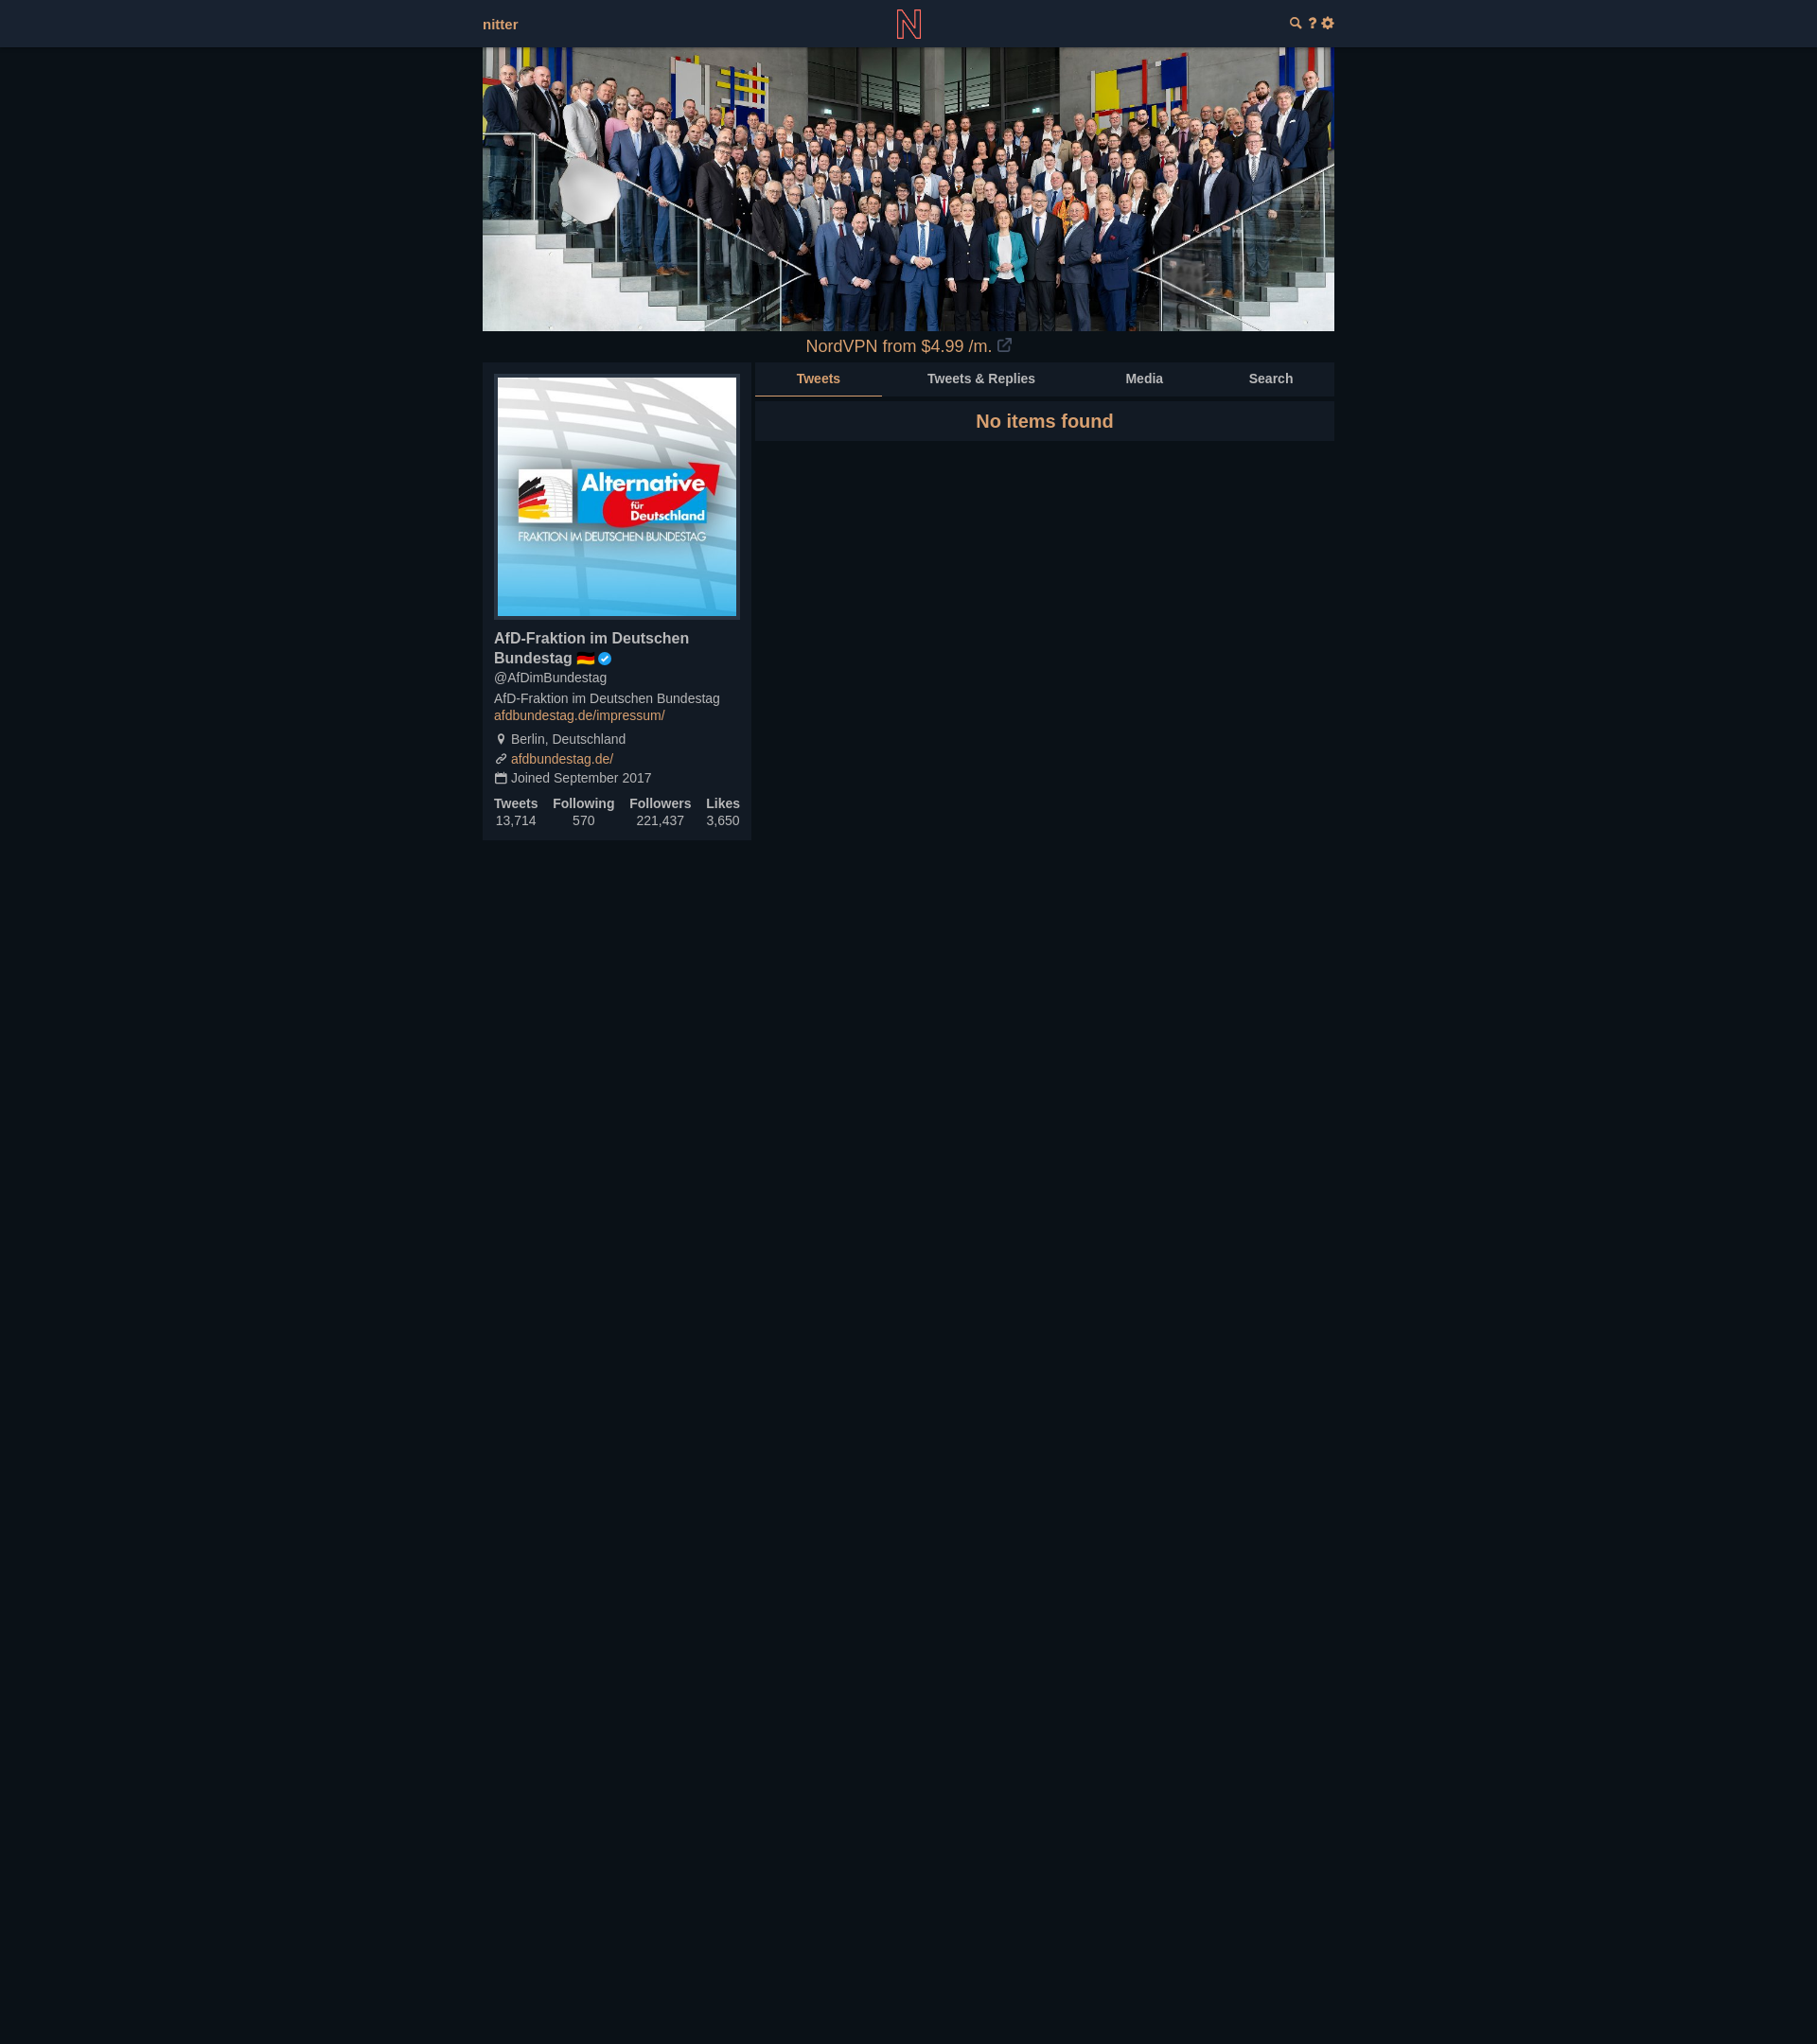 nitter
NordVPN from $4.99 /m.
Tweets
Tweets & Replies
Media
Search
No items found
Alternative
für
Deutschland
FRAKTION IM DEUTSCHEN BUNDESTAG
AfD-Fraktion im Deutschen
Bundestag 🇩🇪
@AfDimBundestag
AfD-Fraktion im Deutschen Bundestag
afdbundestag.de/impressum/
Berlin, Deutschland
afdbundestag.de/
Joined September 2017
Tweets Following Followers Likes
13,714 570 221,437 3,650